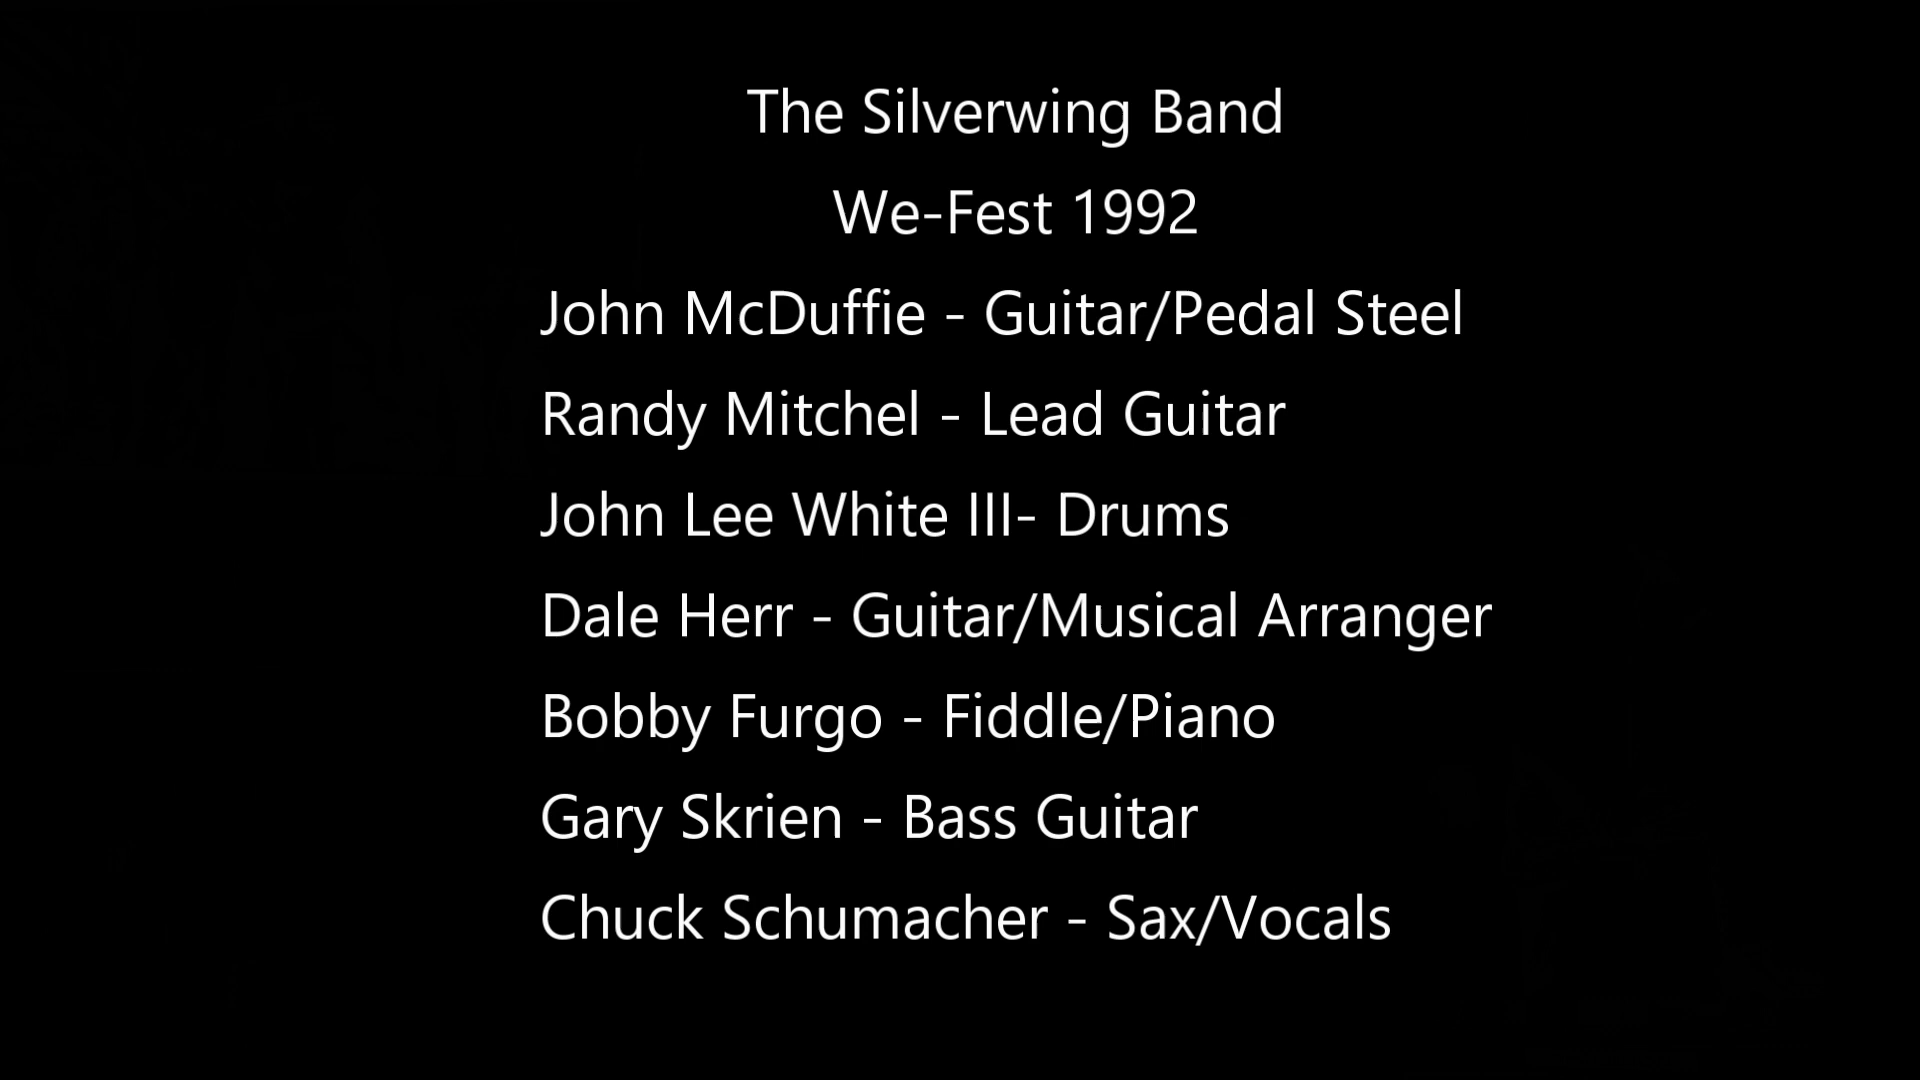 The Silverwing Band
We-Fest 1992
John McDuffie - Guitar/Pedal Steel
Randy Mitchel - Lead Guitar
John Lee White III- Drums
Dale Herr - Guitar/Musical Arranger
Bobby Furgo - Fiddle/Piano
Gary Skrien - Bass Guitar
Chuck Schumacher - Sax/Vocals